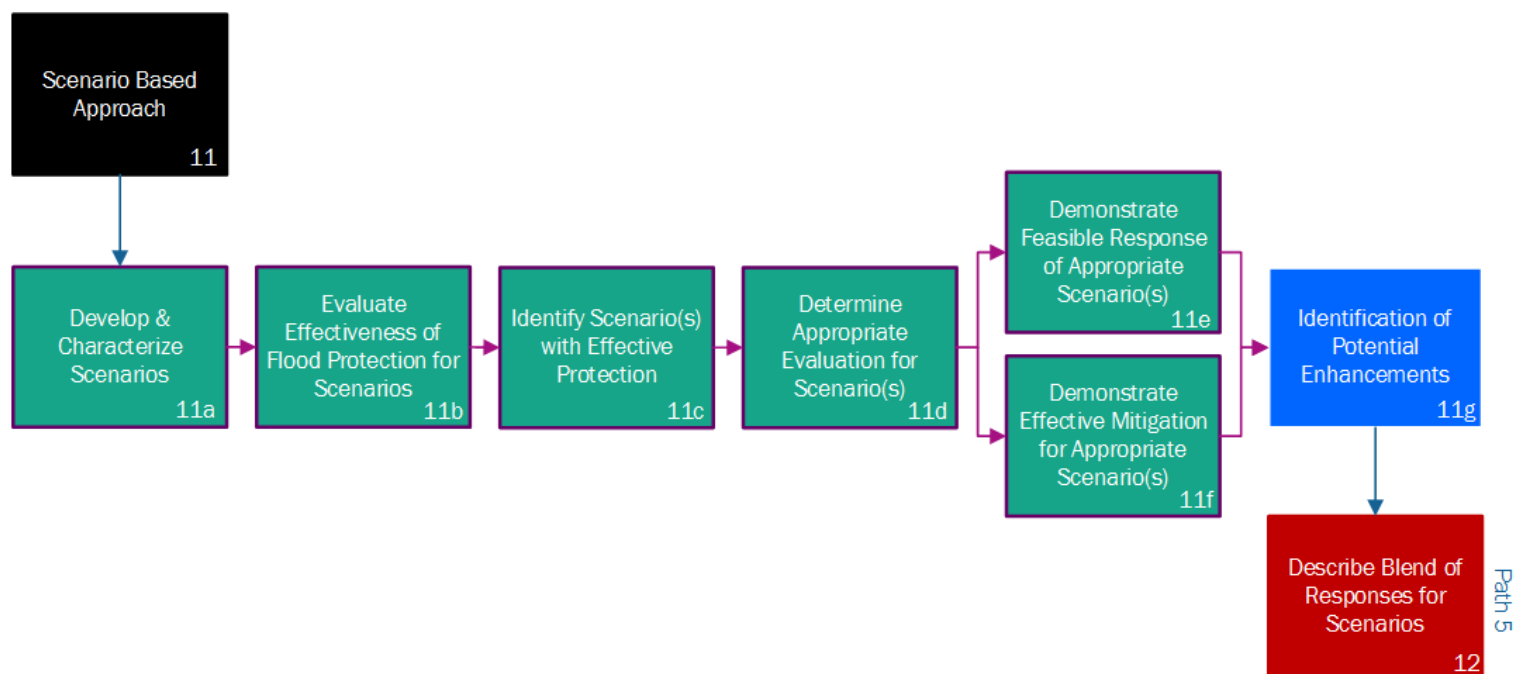 Scenario Based
Approach
11
Develop &
Characterize
Scenarios
11a
Evaluate
Effectiveness of
Flood Protection for
Scenarios
11b
Identify Scenario(s)
with Effective
Protection
11c
Determine
Appropriate
Evaluation for
Scenario(s)
11d
Demonstrate
Feasible Response
of Appropriate
Scenario(s)
11e
Demonstrate
Effective Mitigation
for Appropriate
Scenario(s)
11f
Identification of
Potential
Enhancements
11g
Describe Blend of
Responses for
Scenarios
12
Path 5